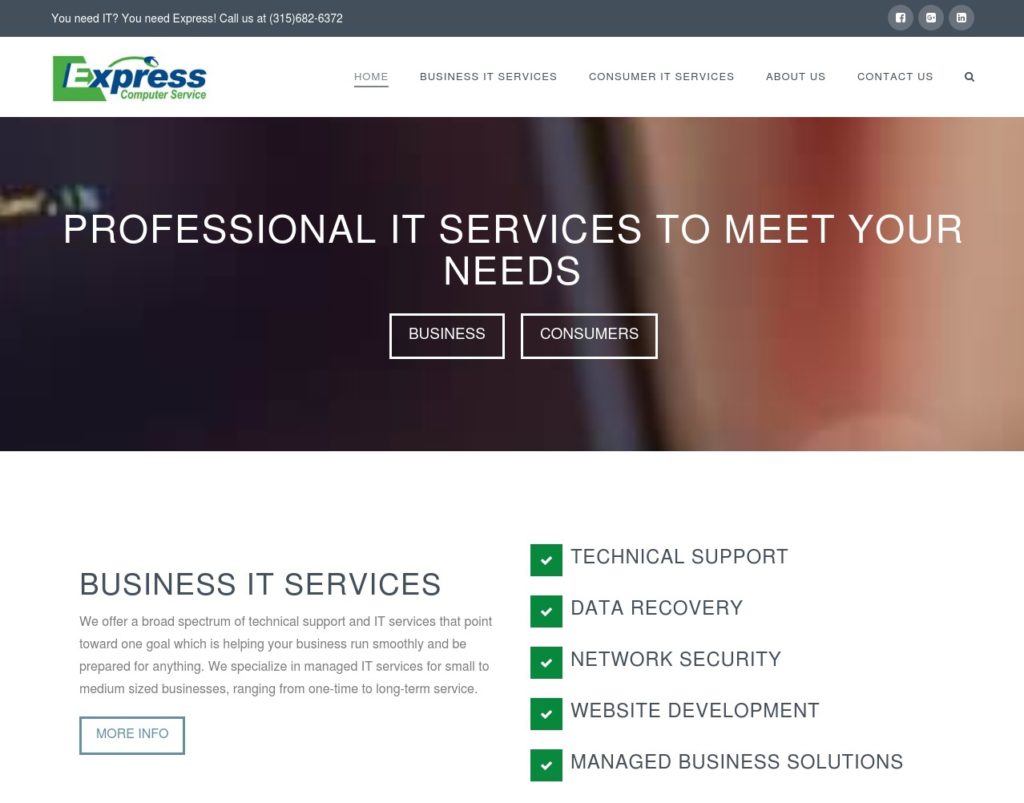 You need IT? You need Express! Call us at (315)682-6372
Express
Computer Service
HOME
BUSINESS IT SERVICES
CONSUMER IT SERVICES
ABOUT US
CONTACT US
PROFESSIONAL IT SERVICES TO MEET YOUR
NEEDS
BUSINESS
CONSUMERS
BUSINESS IT SERVICES
We offer a broad spectrum of technical support and IT services that point
toward one goal which is helping your business run smoothly and be
prepared for anything. We specialize in managed IT services for small to
medium sized businesses, ranging from one-time to long-term service.
MORE INFO
TECHNICAL SUPPORT
DATA RECOVERY
NETWORK SECURITY
WEBSITE DEVELOPMENT
MANAGED BUSINESS SOLUTIONS